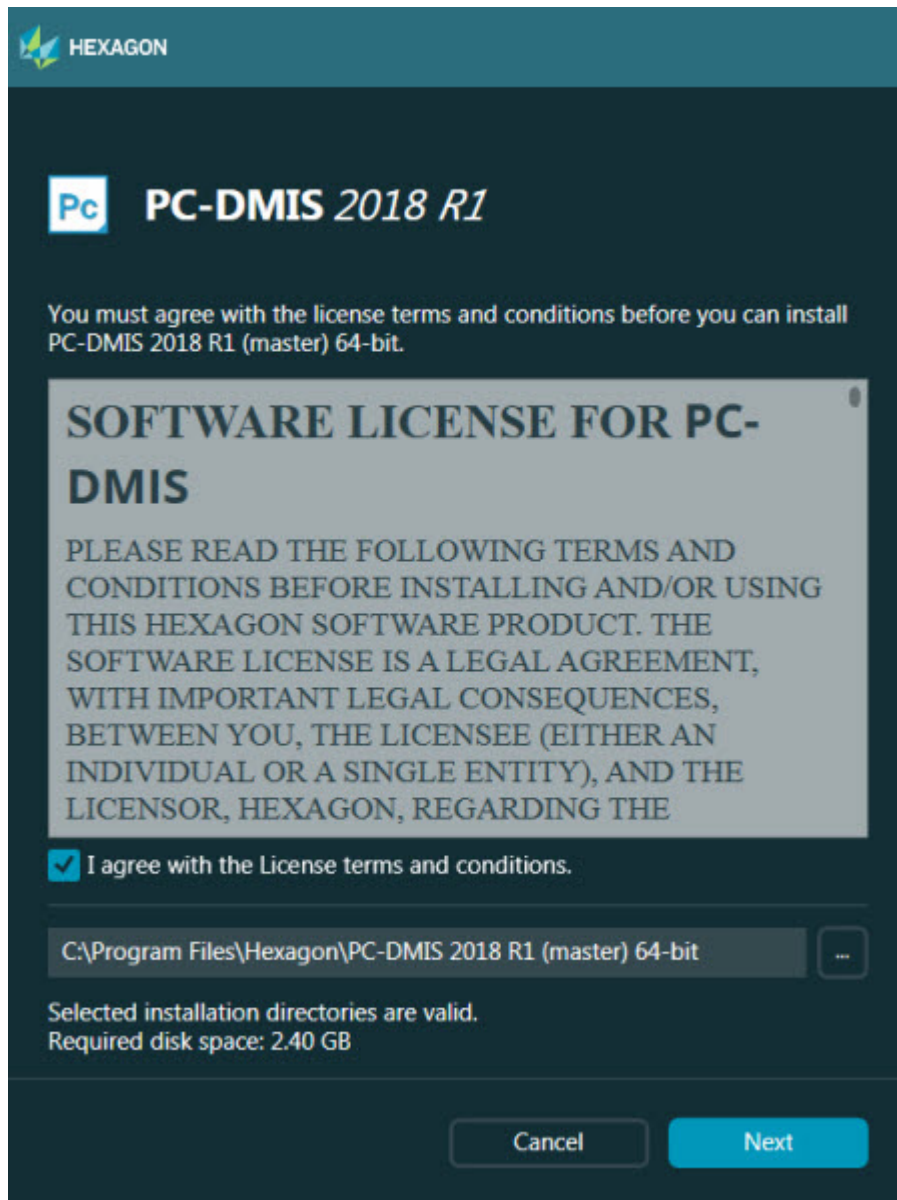 HEXAGON
Pc
PC-DMIS 2018 R1
You must agree with the license terms and conditions before you can install
PC-DMIS 2018 R1 (master) 64-bit.
SOFTWARE LICENSE FOR PC-
DMIS
PLEASE READ THE FOLLOWING TERMS AND
CONDITIONS BEFORE INSTALLING AND/OR USING
THIS HEXAGON SOFTWARE PRODUCT. THE
SOFTWARE LICENSE IS A LEGAL AGREEMENT,
WITH IMPORTANT LEGAL CONSEQUENCES,
BETWEEN YOU, THE LICENSEE (EITHER AN
INDIVIDUAL OR A SINGLE ENTITY), AND THE
LICENSOR, HEXAGON, REGARDING THE
I agree with the License terms and conditions.
C:\Program Files\Hexagon\PC-DMIS 2018 R1 (master) 64-bit
...
Selected installation directories are valid.
Required disk space: 2.40 GB
Cancel
Next